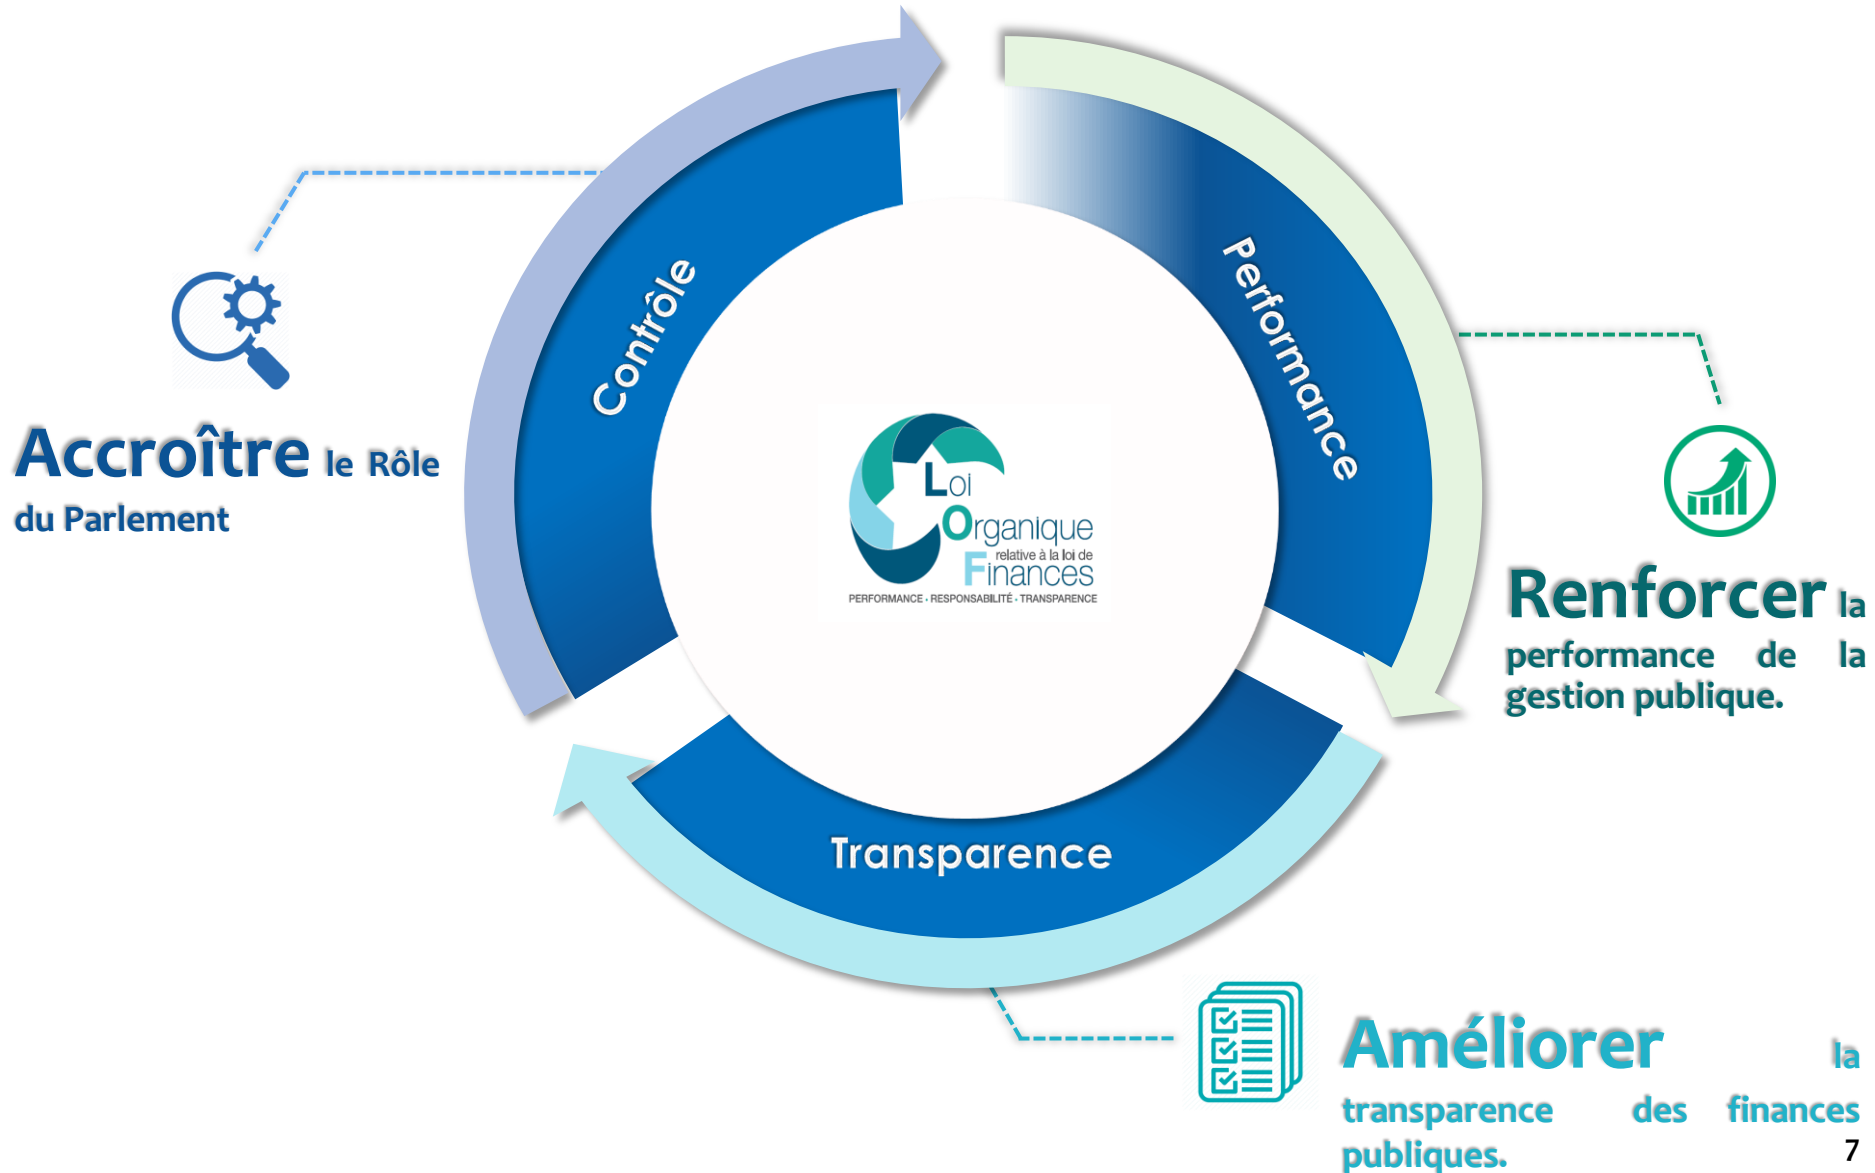 Contrôle
Performance
Accroître le Rôle
du Parlement
Loi
Organique
relative à la loi de
Finances
PERFORMANCE • RESPONSABILITÉ • TRANSPARENCE
Renforcer la
performance de la
gestion publique.
Transparence
Améliorer la
transparence des finances
publiques.
7